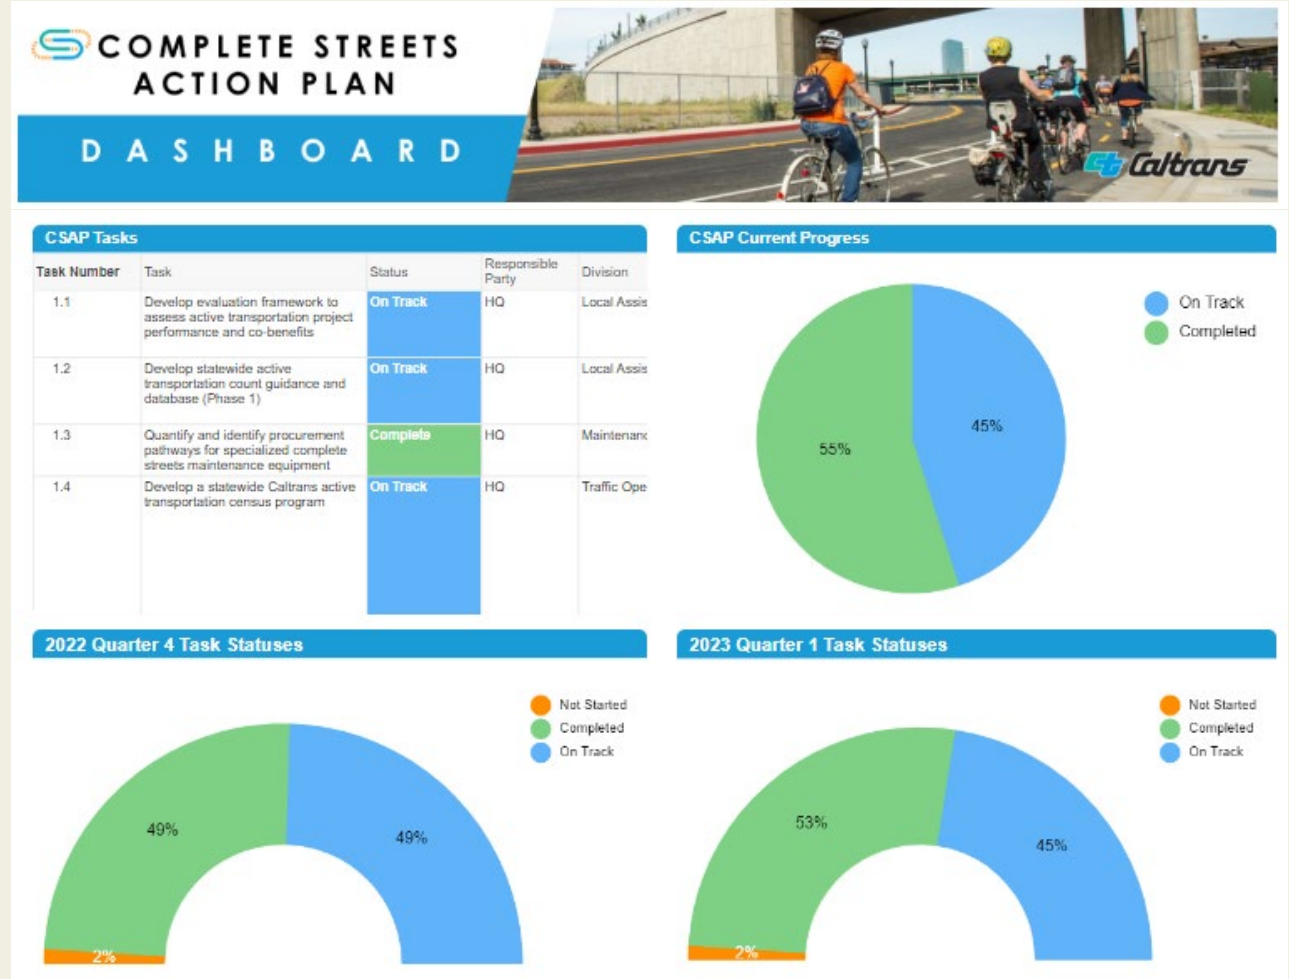 COMPLETE STREETS
ACTION PLAN
DASHBOARD
Caltrans
CSAP Tasks
Task Number Task Status Responsible Party Division
1.1 Develop evaluation framework to On Track HQ Local Assis
assess active transportation project
performance and co-benefits
1.2 Develop statewide active On Track HQ Local Assis
transportation count guidance and
database (Phase 1)
1.3 Quantify and identify procurement Complete HQ Maintenanc
pathways for specialized complete
streets maintenance equipment
1.4 Develop a statewide Caltrans active On Track HQ Traffic Ope
transportation census program
CSAP Current Progress
On Track
Completed
45%
55%
2022 Quarter 4 Task Statuses
Not Started
Completed
On Track
49%
49%
2%
2023 Quarter 1 Task Statuses
Not Started
Completed
On Track
53%
45%
2%